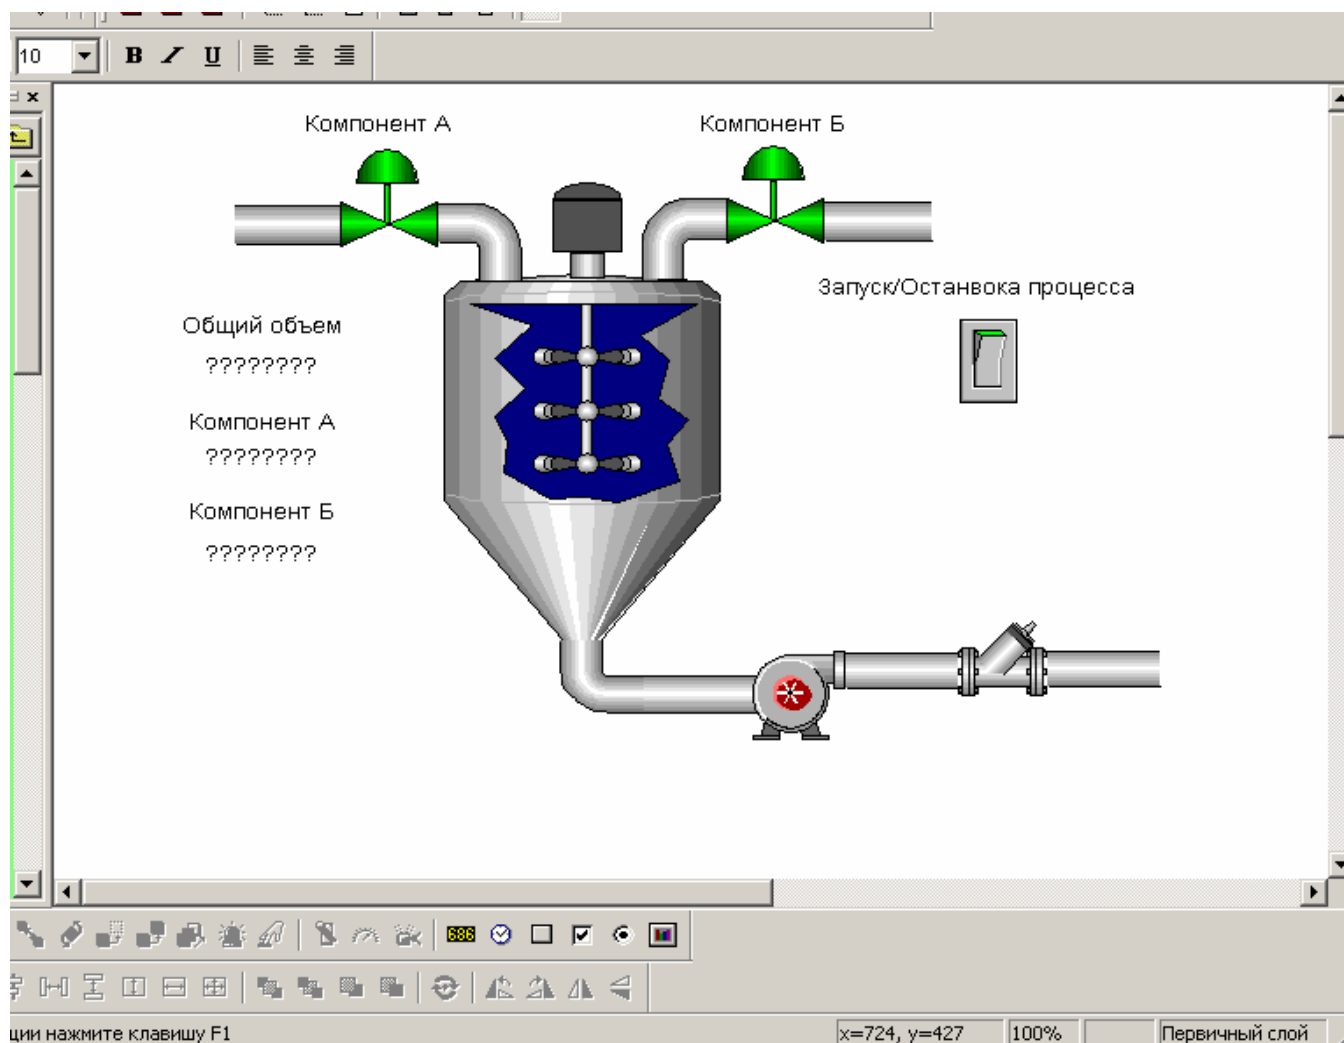 10
B I U
Компонент А
Компонент Б
Запуск/Останвока процесса
Общий объем
????????
Компонент А
????????
Компонент Б
????????
686
ции нажмите клавишу F1
x=724, y=427
100%
Первичный слой